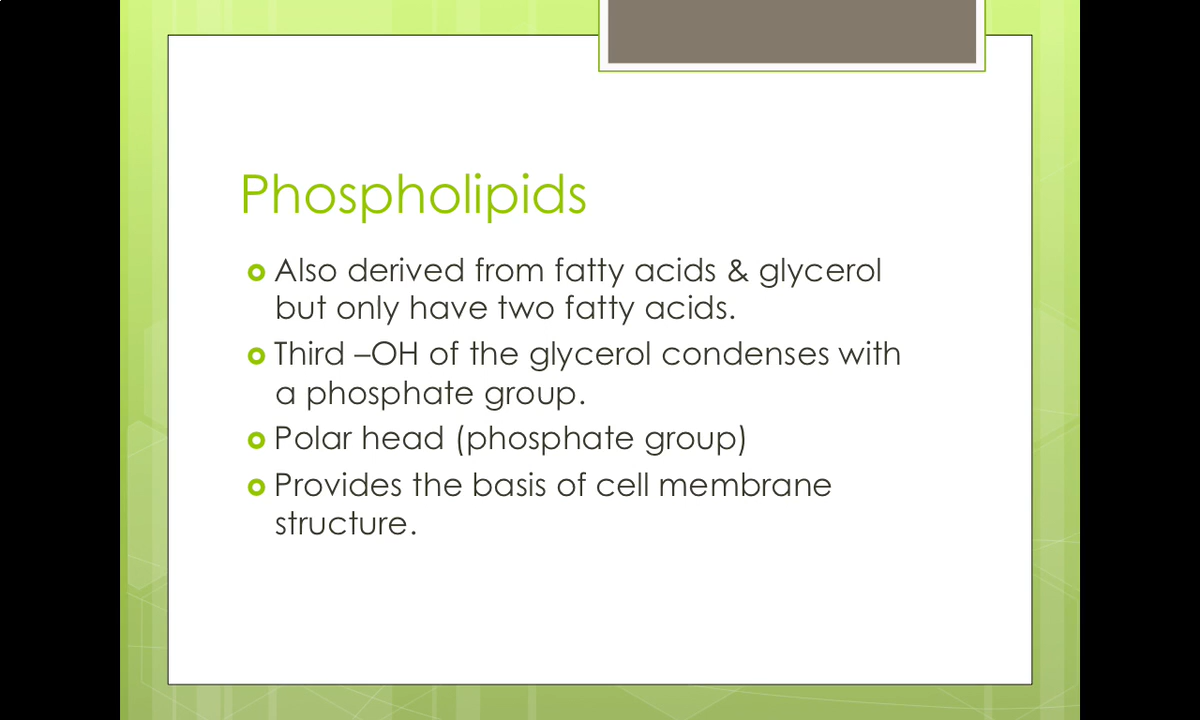 Phospholipids
Also derived from fatty acids & glycerol
but only have two fatty acids.
Third –OH of the glycerol condenses with
a phosphate group.
Polar head (phosphate group)
Provides the basis of cell membrane
structure.